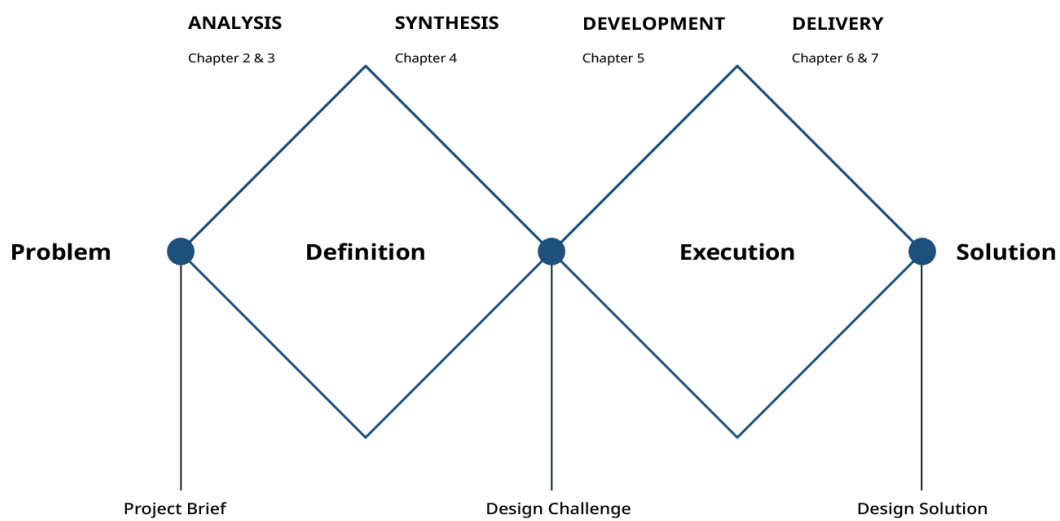 ANALYSIS
Chapter 2 & 3
SYNTHESIS
Chapter 4
DEVELOPMENT
Chapter 5
DELIVERY
Chapter 6 & 7
Problem
Definition
Execution
Solution
Project Brief
Design Challenge
Design Solution